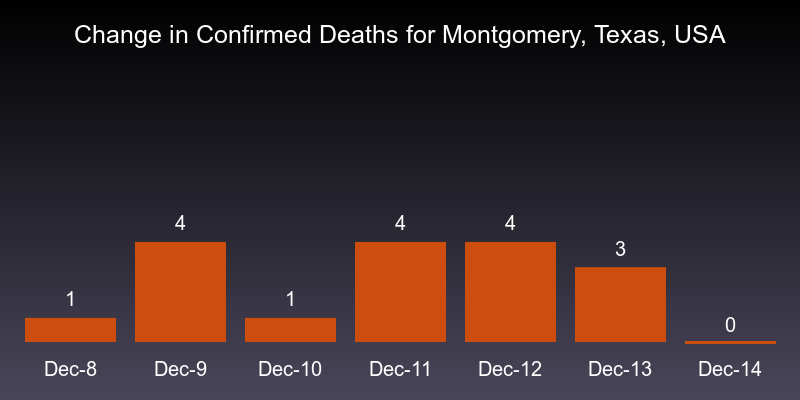 Change in Confirmed Deaths for Montgomery, Texas, USA
1
4
1
4
4
3
0
Dec-8
Dec-9
Dec-10
Dec-11
Dec-12
Dec-13
Dec-14